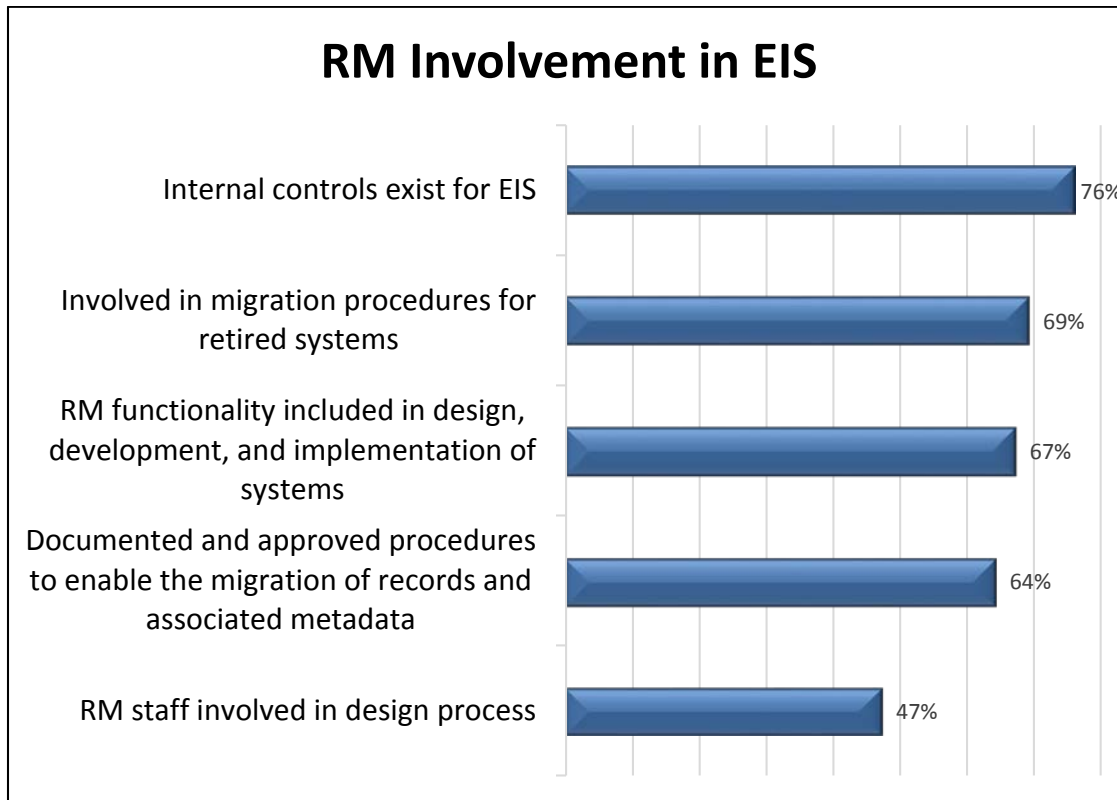 RM Involvement in EIS
Internal controls exist for EIS
76%
Involved in migration procedures for
retired systems
69%
RM functionality included in design,
development, and implementation of
systems
67%
Documented and approved procedures
to enable the migration of records and
associated metadata
64%
RM staff involved in design process
47%